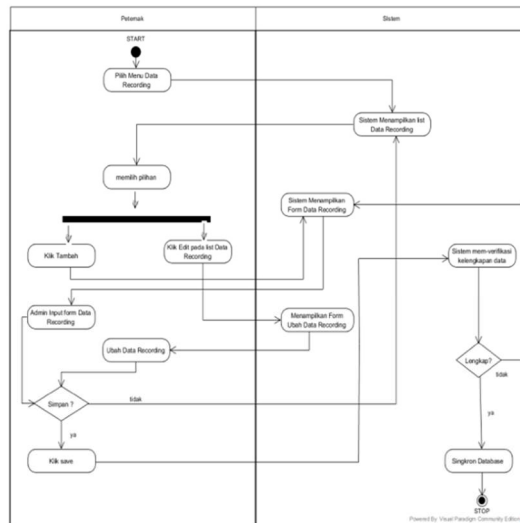 Peternak
Sistem
START
Pilih Menu Data
Recording
Sistem Menampilkan list
Data Recording
memilih pilihan
Sistem Menampilkan
Form Data Recording
Klik Tambah
Klik Edit pada list Data
Recording
Sistem mem-verifikasi
kelengkapan data
Admin Input form Data
Recording
Menampilkan Form
Ubah Data Recording
Ubah Data Recording
Lengkap?
tidak
Simpan ?
tidak
ya
ya
Klik save
Singkron Database
STOP
Powered By Visual Paradigm Community Edition